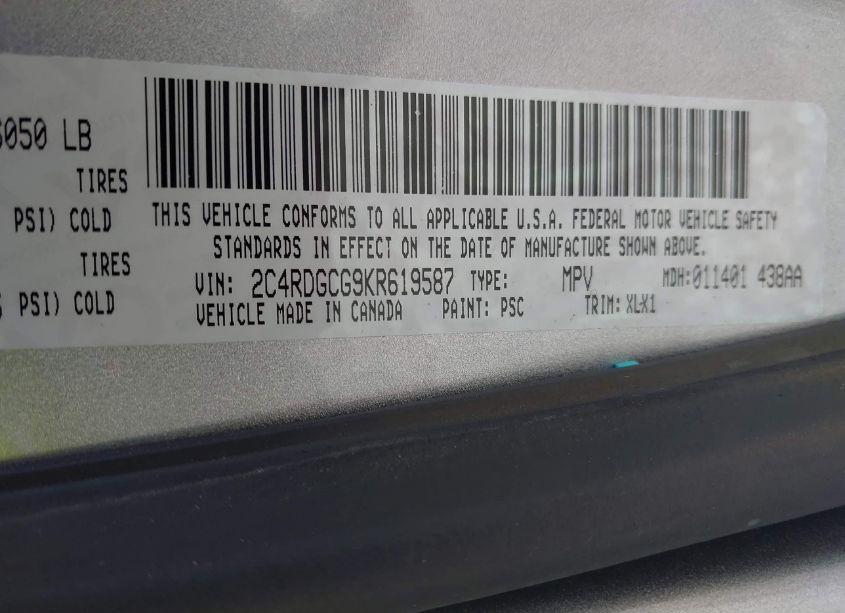 6050 LB
TIRES
PSI) COLD
TIRES
PSI) COLD
THIS VEHICLE CONFORMS TO ALL APPLICABLE U.S.A. FEDERAL MOTOR VEHICLE SAFETY
STANDARDS IN EFFECT ON THE DATE OF MANUFACTURE SHOWN ABOVE.
VIN: 2C4RDGCG9KR619587 TYPE: MPV MDH:011401 438AA
VEHICLE MADE IN CANADA PAINT: PSC TRIM: XLX1